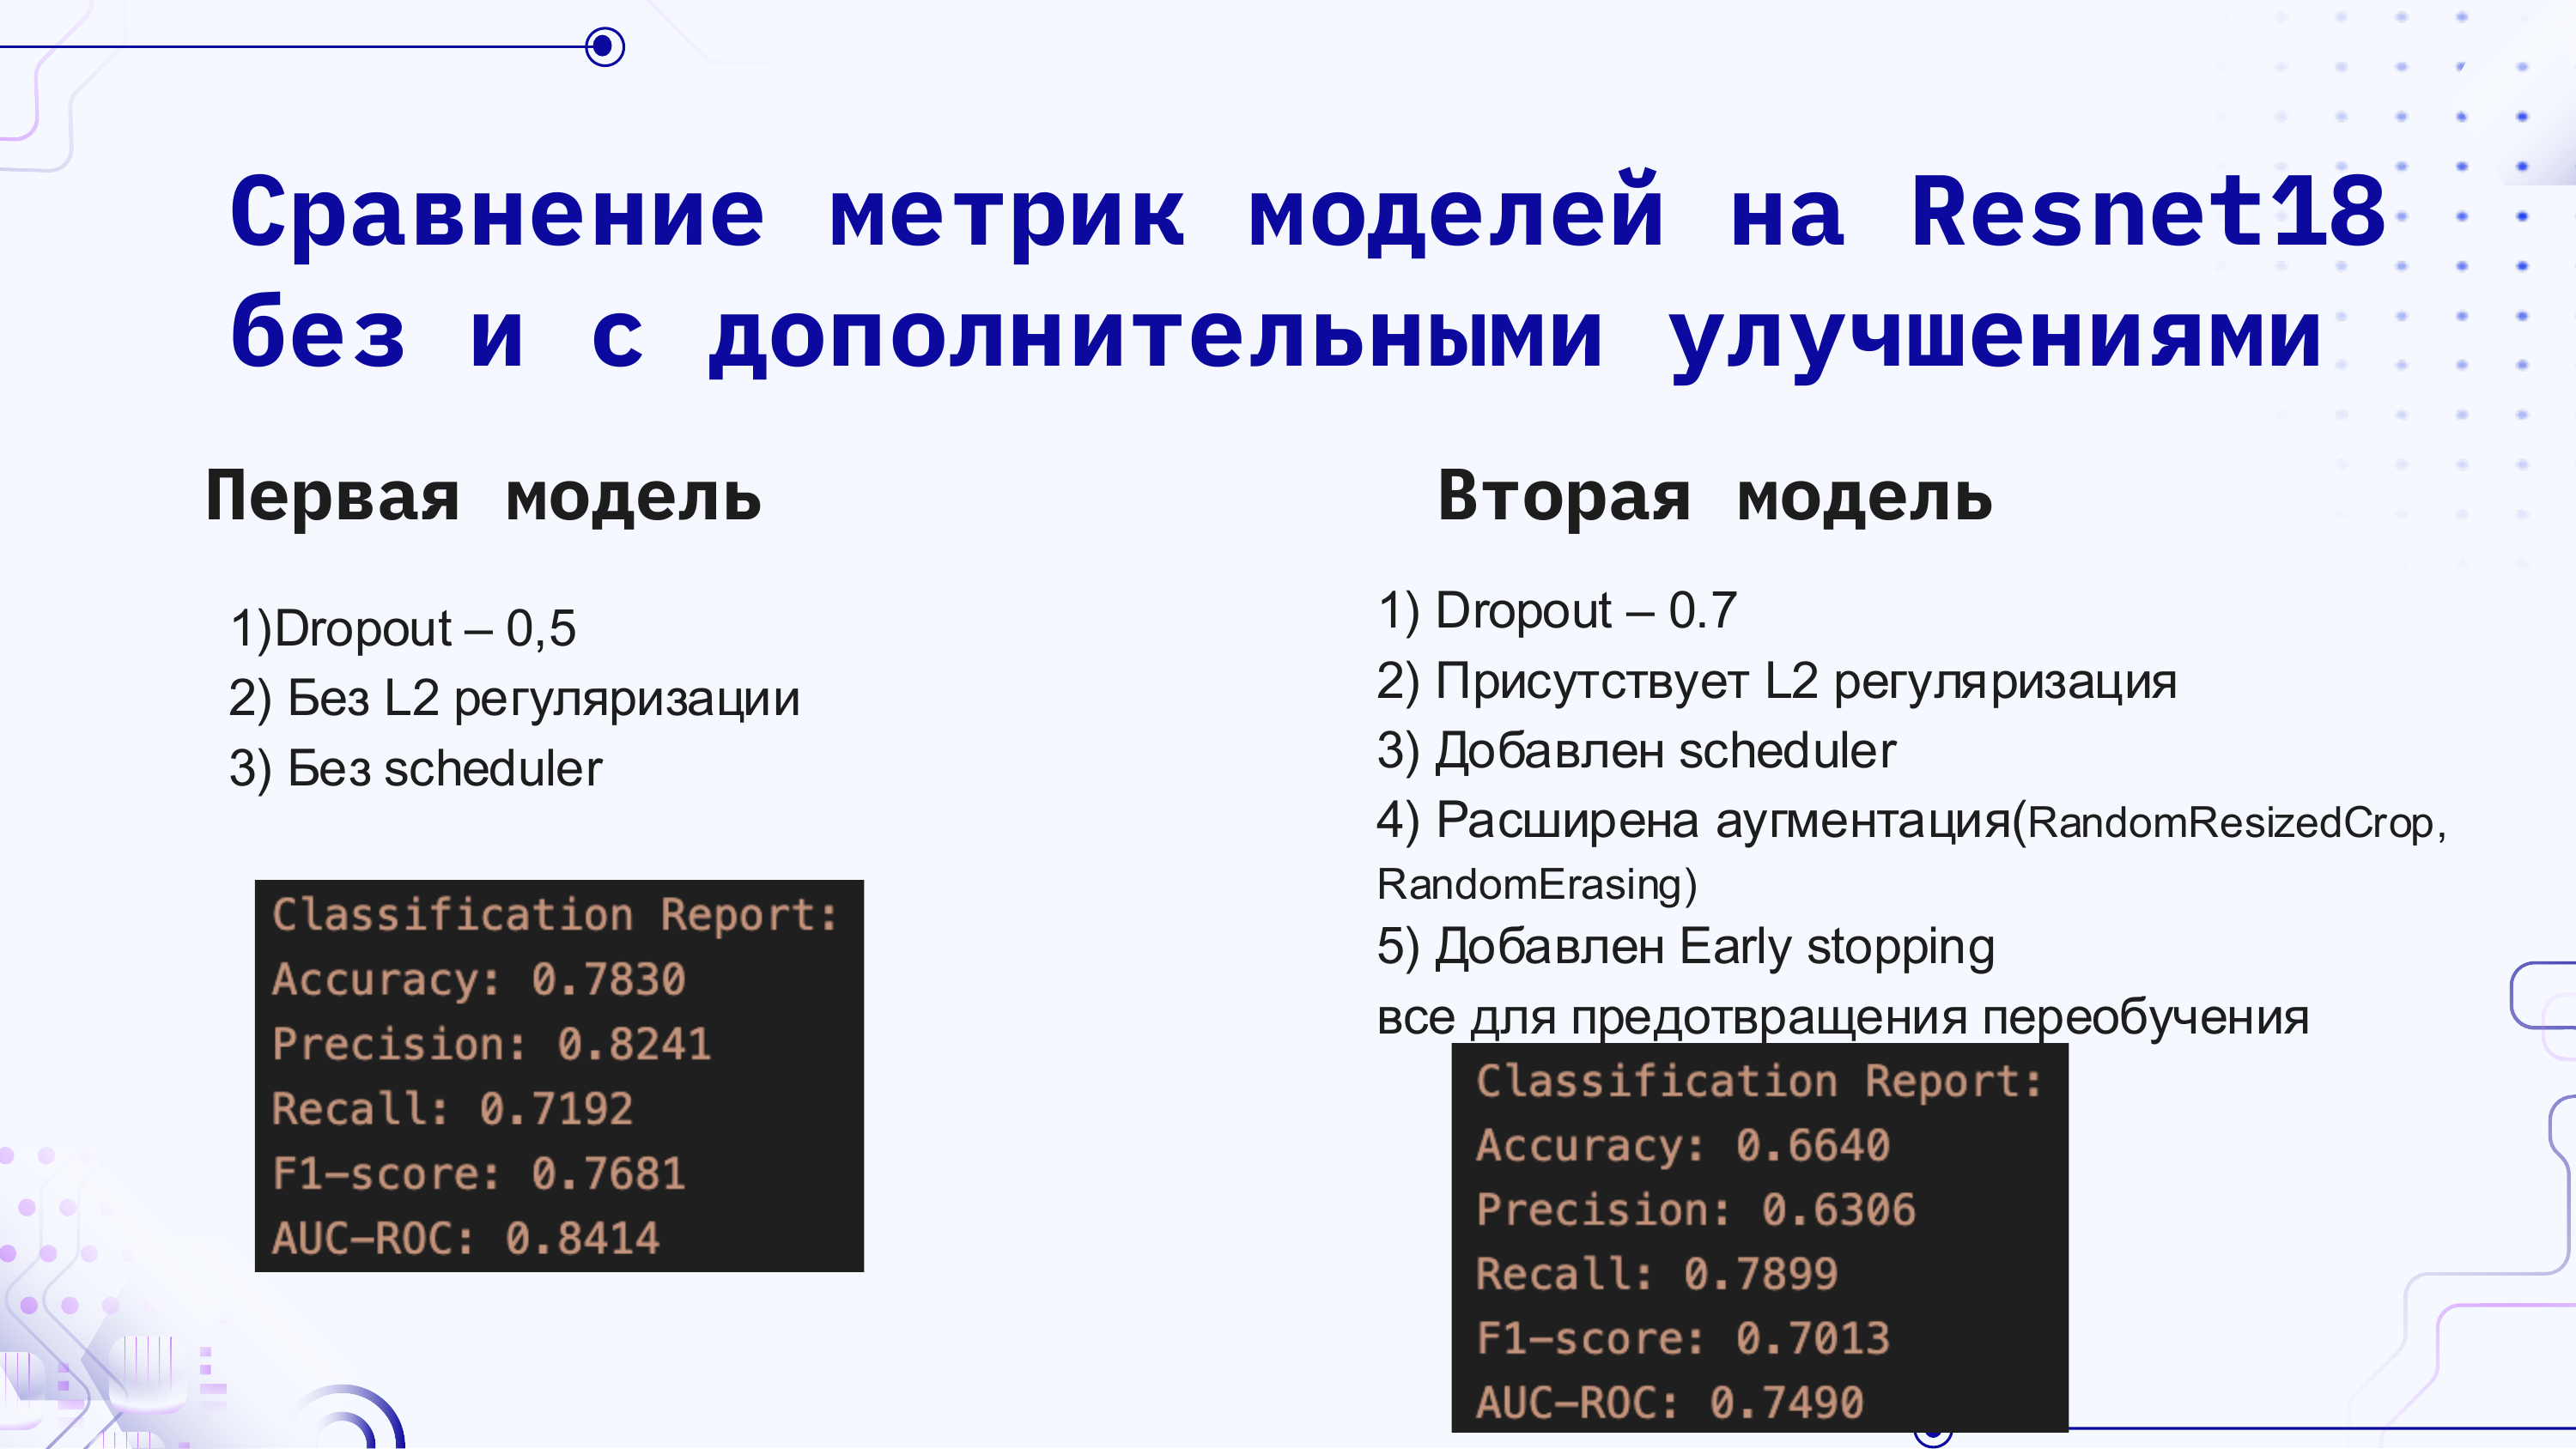 Сравнение метрик моделей на Resnet18
без и с дополнительными улучшениями
Первая модель
1)Dropout – 0,5
2) Без L2 регуляризации
3) Без scheduler
Classification Report:
Accuracy: 0.7830
Precision: 0.8241
Recall: 0.7192
F1-score: 0.7681
AUC-ROC: 0.8414
Вторая модель
1) Dropout – 0.7
2) Присутствует L2 регуляризация
3) Добавлен scheduler
4) Расширена аугментация(RandomResizedCrop,
RandomErasing)
5) Добавлен Early stopping
все для предотвращения переобучения
Classification Report:
Accuracy: 0.6640
Precision: 0.6306
Recall: 0.7899
F1-score: 0.7013
AUC-ROC: 0.7490